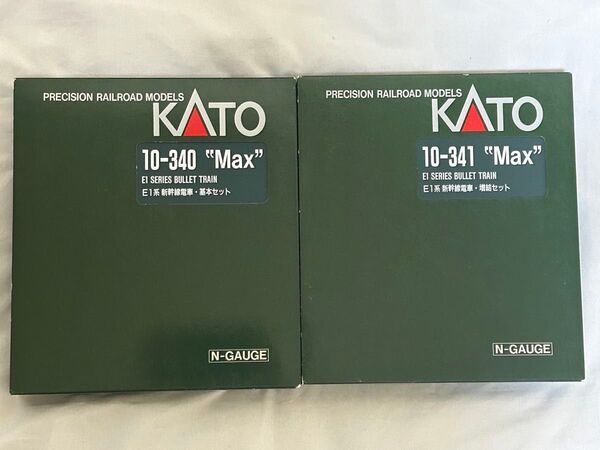 PRECISION RAILROAD MODELS
KATO
10-340 "Max"
E1 SERIES BULLET TRAIN
E1系 新幹線電車・基本セット
N-GAUGE
PRECISION RAILROAD MODELS
KATO
10-341 "Max"
E1 SERIES BULLET TRAIN
E1系 新幹線電車・増結セット
N-GAUGE